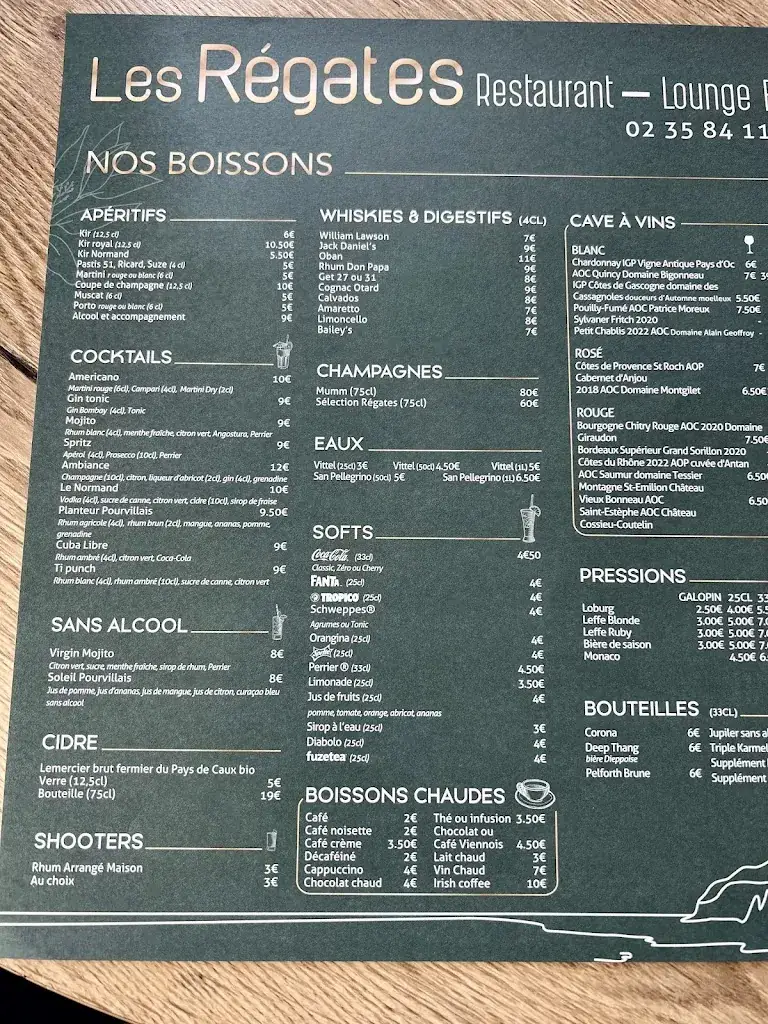 Les Régates Restaurant — Lounge
02 35 84 11
NOS BOISSONS
APÉRITIFS
Kir (12,5 cl) 6€
Kir royal (12,5 cl) 10.50€
Kir Normand 5.50€
Pastis 51, Ricard, Suze (4 cl) 5€
Martini rouge ou blanc (6 cl) 5€
Coupe de champagne (12,5 cl) 10€
Muscat (6 cl) 5€
Porto rouge ou blanc (6 cl) 5€
Alcool et accompagnement 9€
COCKTAILS
Americano 10€
Martini rouge (6cl), Campari (4cl), Martini Dry (2cl)
Gin tonic 9€
Gin Bombay (4cl), Tonic
Mojito 9€
Rhum blanc (4cl), menthe fraîche, citron vert, Angostura, Perrier
Spritz 9€
Apérol (4cl), Prosecco (10cl), Perrier
Ambiance 12€
Champagne (10cl), citron, liqueur d'abricot (2cl), gin (4cl), grenadine
Le Normand 10€
Vodka (4cl), sucre de canne, citron vert, cidre (10cl), sirop de fraise
Planteur Pourvillais 9.50€
Rhum agricole (4cl), rhum brun (2cl), mangue, ananas, pomme,
grenadine
Cuba Libre 9€
Rhum ambré (4cl), citron vert, Coca-Cola
Ti punch 9€
Rhum blanc (4cl), rhum ambré (10cl), sucre de canne, citron vert
SANS ALCOOL
Virgin Mojito 8€
Citron vert, sucre, menthe fraîche, sirop de rhum, Perrier
Soleil Pourvillais 8€
Jus de pomme, jus d'ananas, jus de mangue, jus de citron, curaçao bleu
sans alcool
CIDRE
Lemercier brut fermier du Pays de Caux bio
Verre (12,5cl) 5€
Bouteille (75cl) 19€
SHOOTERS
Rhum Arrangé Maison 3€
Au choix 3€
WHISKIES & DIGESTIFS (4CL)
William Lawson 7€
Jack Daniel's 9€
Oban 11€
Rhum Don Papa 9€
Get 27 ou 31 8€
Cognac Otard 9€
Calvados 8€
Amaretto 7€
Limoncello 8€
Bailey's 7€
CHAMPAGNES
Mumm (75cl) 80€
Sélection Régates (75cl) 60€
EAUX
Vittel (25cl) 3€ Vittel (50cl) 4.50€ Vittel (1l) 5€
San Pellegrino (50cl) 5€ San Pellegrino (1l) 6.50€
SOFTS
Coca-Cola (33cl) 4€50
Classic, Zéro ou Cherry
FANTA (25cl) 4€
TROPICO (25cl) 4€
Schweppes® 4€
Agrumes ou Tonic
Orangina (25cl) 4€
(25cl) 4€
Perrier ® (33cl) 4.50€
Limonade (25cl) 3.50€
Jus de fruits (25cl) 4€
pomme, tomate, orange, abricot, ananas
Sirop à l'eau (25cl) 3€
Diabolo (25cl) 4€
fuzetea (25cl) 4€
BOISSONS CHAUDES
Café 2€ Thé ou infusion 3.50€
Café noisette 2€ Chocolat ou
Café crème 3.50€ Café Viennois 4.50€
Décaféiné 2€ Lait chaud 3€
Cappuccino 4€ Vin Chaud 7€
Chocolat chaud 4€ Irish coffee 10€
CAVE À VINS
BLANC
Chardonnay IGP Vigne Antique Pays d'Oc 6€
AOC Quincy Domaine Bigonneau 7€
IGP Côtes de Gascogne domaine des
Cassagnoles douceurs d'Automne moelleux 5.50€
Pouilly-Fumé AOC Patrice Moreux 7.50€
Sylvaner Fritch 2020 -
Petit Chablis 2022 AOC Domaine Alain Geoffroy -
ROSÉ
Côtes de Provence St Roch AOP 7€
Cabernet d'Anjou
2018 AOC Domaine Montgilet 6.50€
ROUGE
Bourgogne Chitry Rouge AOC 2020 Domaine
Giraudon 7.50€
Bordeaux Supérieur Grand Sorillon 2020 -
Côtes du Rhône 2022 AOP cuvée d'Antan
AOC Saumur domaine Tessier 6.50
Montagne St-Emilion Château
Vieux Bonneau AOC 6.50
Saint-Estèphe AOC Château
Cossieu-Coutelin
PRESSIONS
GALOPIN 25CL 33
Loburg 2.50€ 4.00€ 5.5
Leffe Blonde 3.00€ 5.00€ 7.0
Leffe Ruby 3.00€ 5.00€ 7.0
Bière de saison 3.00€ 5.00€ 7.0
Monaco 4.50€ 6.
BOUTEILLES (33CL)
Corona 6€ Jupiler sans al
Deep Thang 6€ Triple Karmel
bière Dieppoise Supplément
Pelforth Brune 6€ Supplément